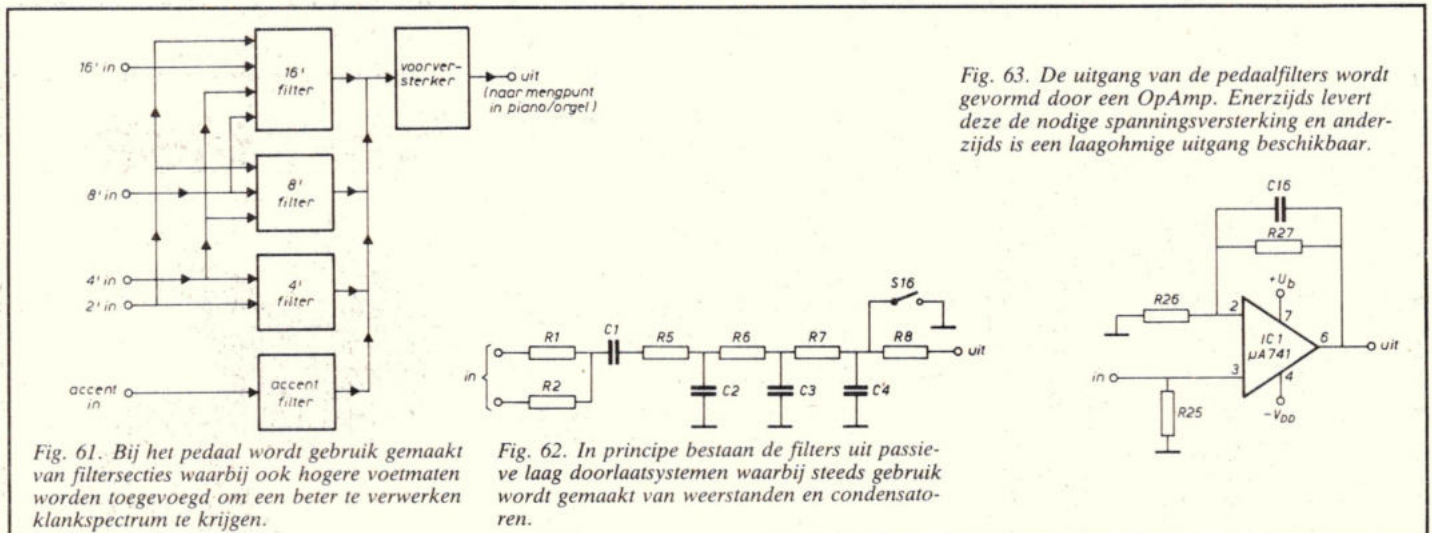 16' in
8' in
4' in
2' in
accent
in
16'
filter
8'
filter
4'
filter
accent
filter
voorver-
sterker
uit
(naar mengpunt
in piano/orgel)
Fig. 61. Bij het pedaal wordt gebruik gemaakt
van filtersecties waarbij ook hogere voetmaten
worden toegevoegd om een beter te verwerken
klankspectrum te krijgen.
in
R1
R2
C1
R5
R6
R7
R8
S16
C2
C3
C4
uit
Fig. 62. In principe bestaan de filters uit passie-
ve laag doorlaatsystemen waarbij steeds gebruik
wordt gemaakt van weerstanden en condensato-
ren.
Fig. 63. De uitgang van de pedaalfilters wordt
gevormd door een OpAmp. Enerzijds levert
deze de nodige spanningsversterking en ander-
zijds is een laagohmige uitgang beschikbaar.
C16
R27
+Ub
R26
2
7
IC1
µA741
6
uit
in
3
4
R25
-VDD